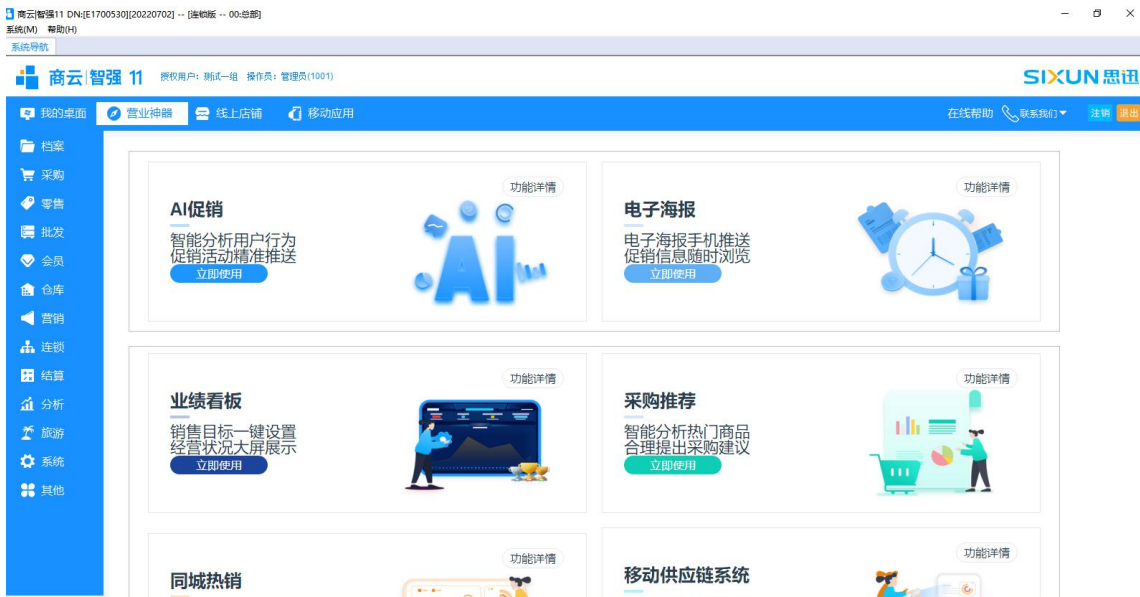 商云|智强11 DN:[E1700530][20220702] -- [连锁版 -- 00:总部]
系统(M) 帮助(H)
系统导航
商云|智强 11 授权用户：测试一组 操作员：管理员(1001)
SIXUN思迅
我的桌面 营业神器 线上店铺 移动应用 在线帮助 联系我们 注销 退出
档案
采购
零售
批发
会员
仓库
营销
连锁
结算
分析
旅游
系统
其他
功能详情
AI促销
智能分析用户行为
促销活动精准推送
立即使用
功能详情
电子海报
电子海报手机推送
促销信息随时浏览
立即使用
功能详情
业绩看板
销售目标一键设置
经营状况大屏展示
立即使用
功能详情
采购推荐
智能分析热门商品
合理提出采购建议
立即使用
功能详情
同城热销
功能详情
移动供应链系统